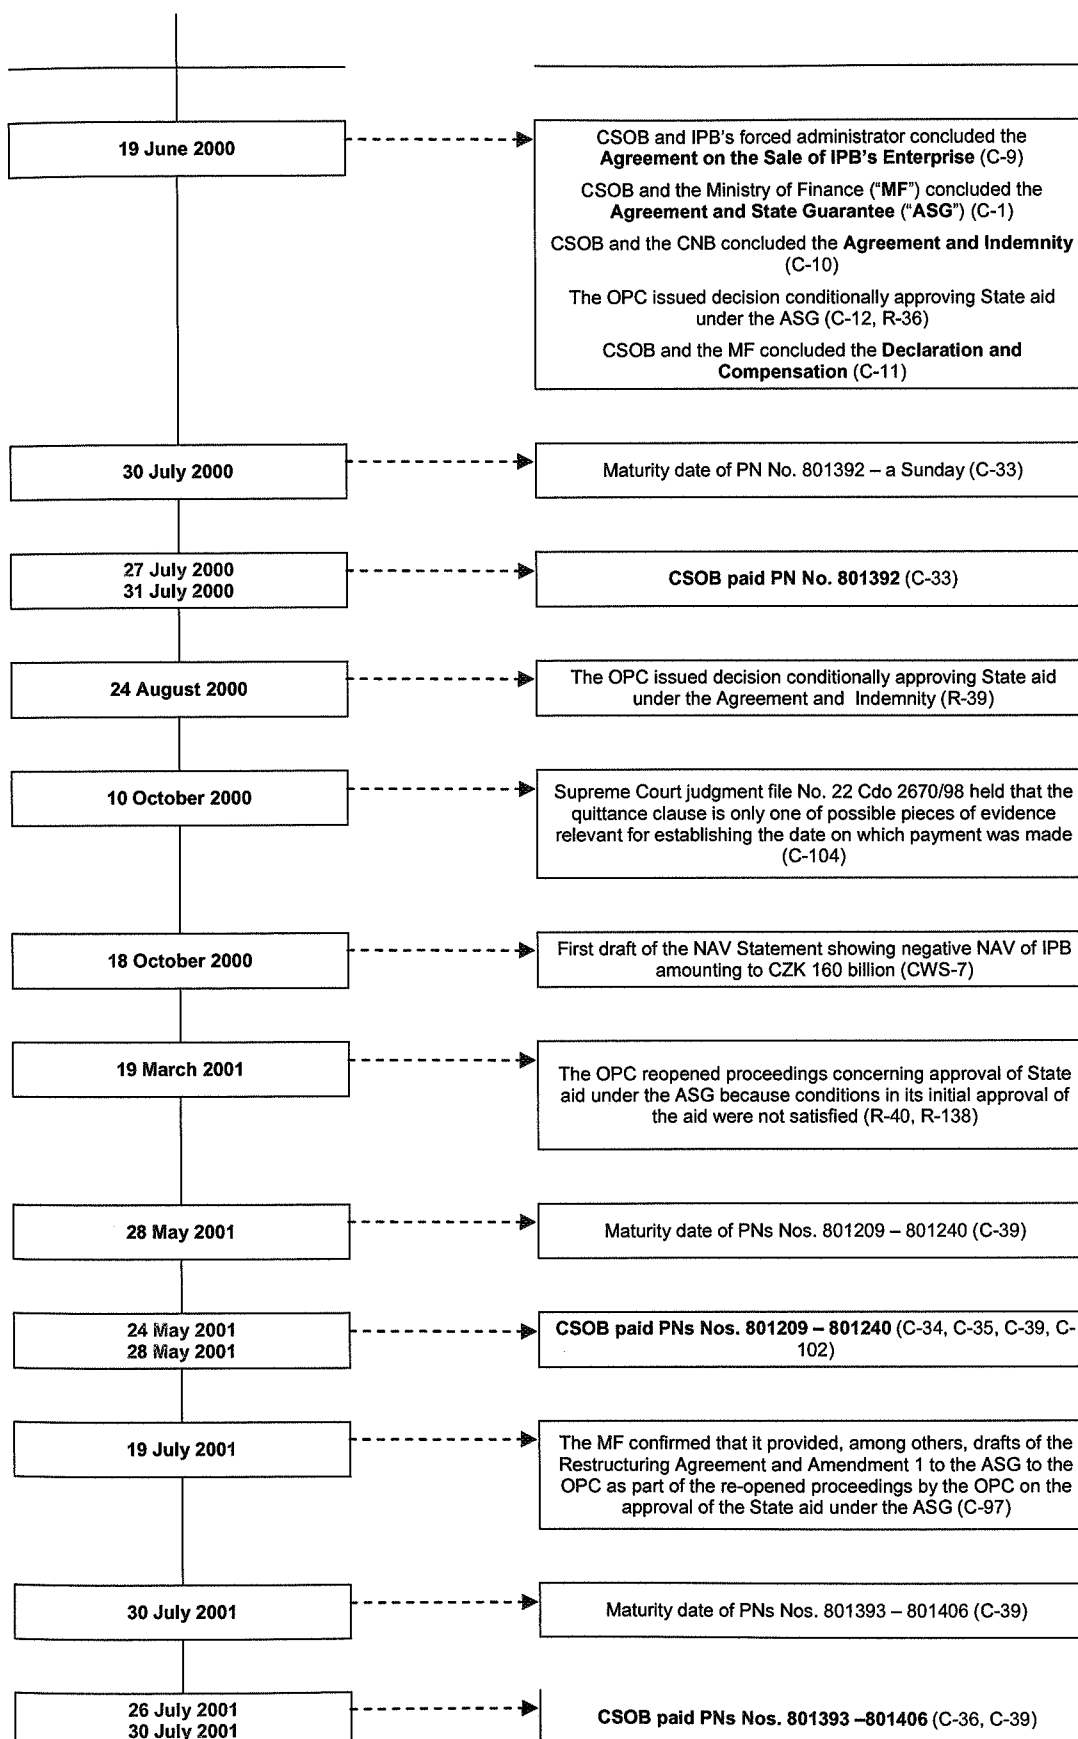 19 June 2000
CSOB and IPB's forced administrator concluded the
Agreement on the Sale of IPB's Enterprise (C-9)
CSOB and the Ministry of Finance ("MF") concluded the
Agreement and State Guarantee ("ASG") (C-1)
CSOB and the CNB concluded the Agreement and Indemnity
(C-10)
The OPC issued decision conditionally approving State aid
under the ASG (C-12, R-36)
CSOB and the MF concluded the Declaration and
Compensation (C-11)
30 July 2000
Maturity date of PN No. 801392 – a Sunday (C-33)
27 July 2000
31 July 2000
CSOB paid PN No. 801392 (C-33)
24 August 2000
The OPC issued decision conditionally approving State aid
under the Agreement and Indemnity (R-39)
10 October 2000
Supreme Court judgment file No. 22 Cdo 2670/98 held that the
quittance clause is only one of possible pieces of evidence
relevant for establishing the date on which payment was made
(C-104)
18 October 2000
First draft of the NAV Statement showing negative NAV of IPB
amounting to CZK 160 billion (CWS-7)
19 March 2001
The OPC reopened proceedings concerning approval of State
aid under the ASG because conditions in its initial approval of
the aid were not satisfied (R-40, R-138)
28 May 2001
Maturity date of PNs Nos. 801209 – 801240 (C-39)
24 May 2001
28 May 2001
CSOB paid PNs Nos. 801209 – 801240 (C-34, C-35, C-39, C-
102)
19 July 2001
The MF confirmed that it provided, among others, drafts of the
Restructuring Agreement and Amendment 1 to the ASG to the
OPC as part of the re-opened proceedings by the OPC on the
approval of the State aid under the ASG (C-97)
30 July 2001
Maturity date of PNs Nos. 801393 – 801406 (C-39)
26 July 2001
30 July 2001
CSOB paid PNs Nos. 801393 –801406 (C-36, C-39)